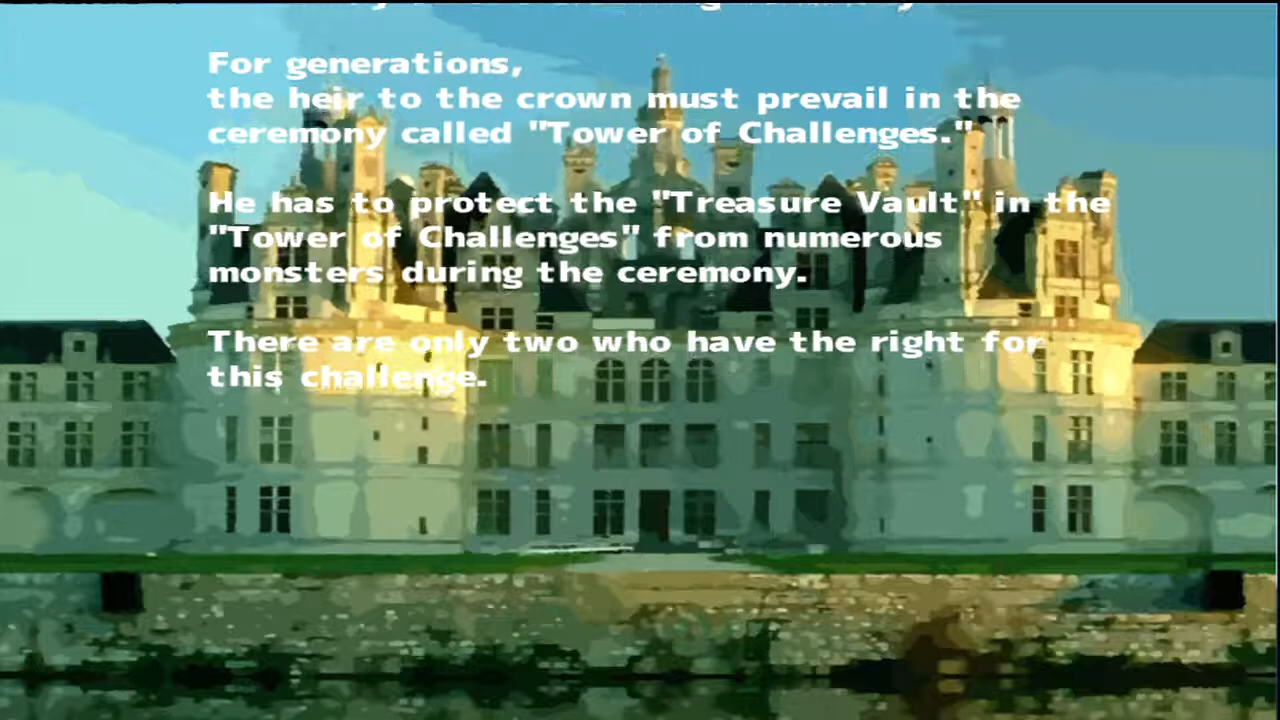 For generations,
the heir to the crown must prevail in the
ceremony called "Tower of Challenges."
He has to protect the "Treasure Vault" in the
"Tower of Challenges" from numerous
monsters during the ceremony.
There are only two who have the right for
this challenge.